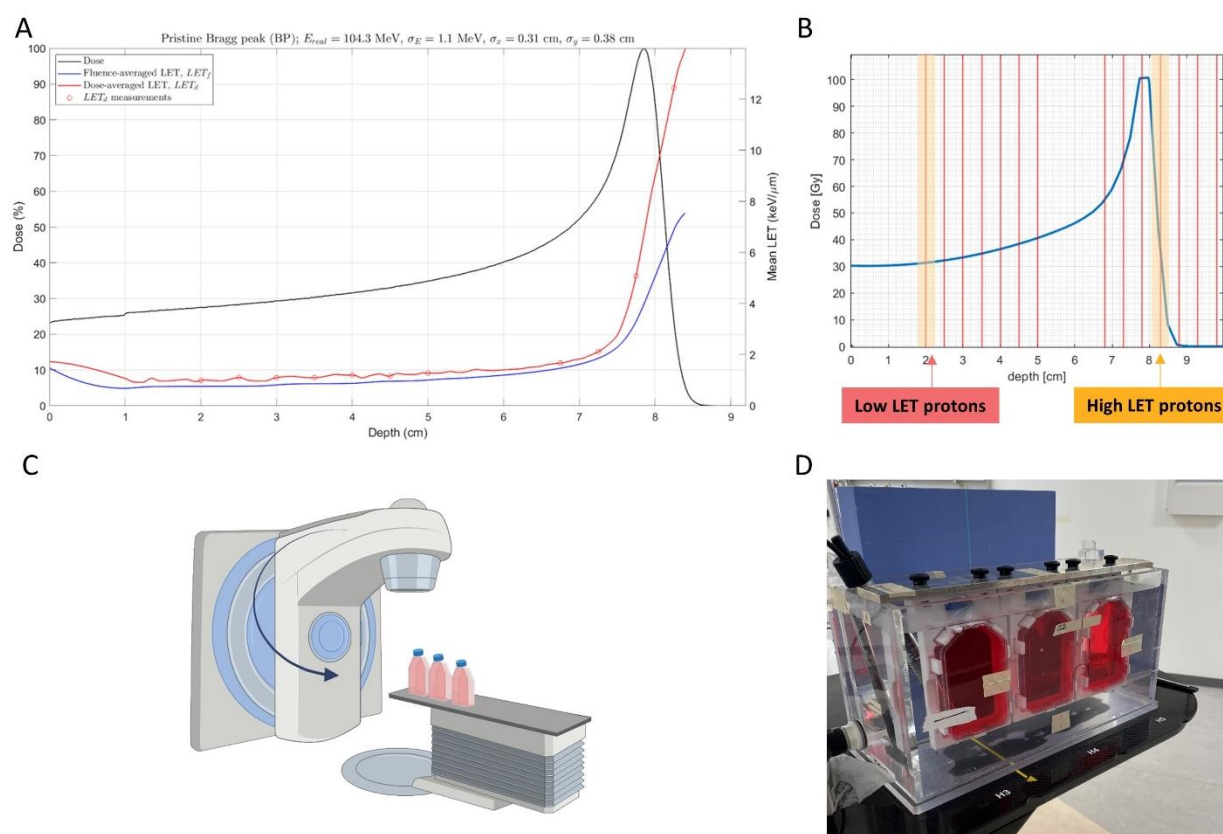 A
Pristine Bragg peak (BP); E_real = 104.3 MeV, σ_E = 1.1 MeV, σ_x = 0.31 cm, σ_y = 0.38 cm
Dose
Fluence-averaged LET, LET_f
Dose-averaged LET, LET_d
LET_d measurements
Dose (%)
100
90
80
70
60
50
40
30
20
10
0
Mean LET (keV/μm)
12
10
8
6
4
2
0
0 1 2 3 4 5 6 7 8 9
Depth (cm)
B
Dose [Gy]
100
90
80
70
60
50
40
30
20
10
0
0 1 2 3 4 5 6 7 8 9
depth [cm]
Low LET protons
High LET protons
C
D
H3
H4
H5